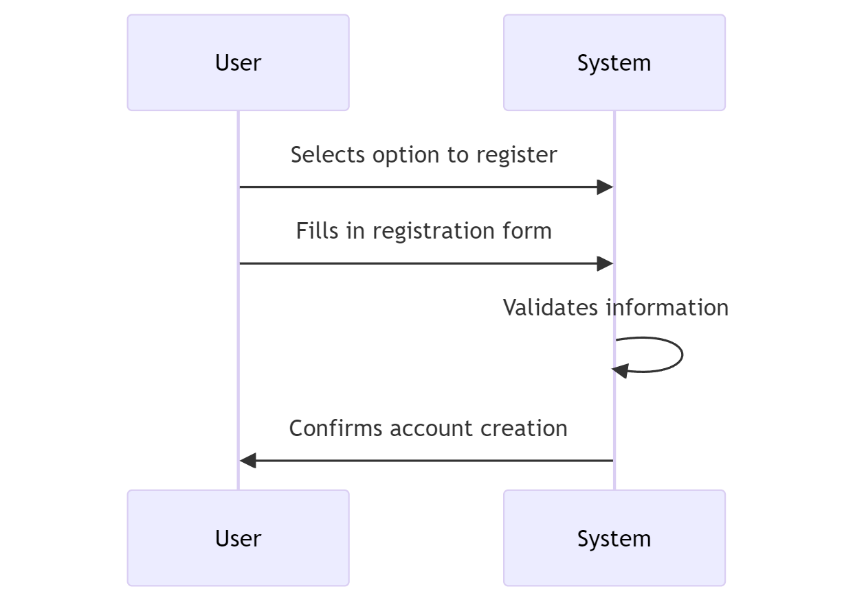 User
System
Selects option to register
Fills in registration form
Validates information
Confirms account creation
User
System